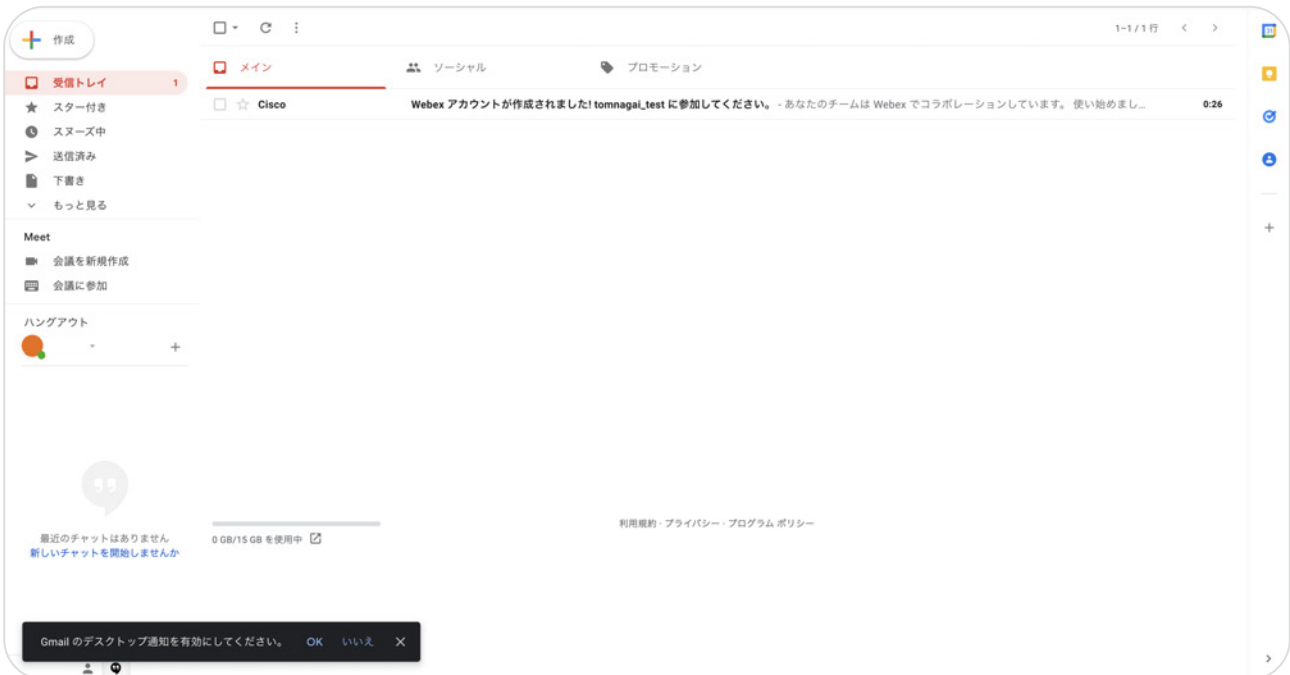 作成
受信トレイ 1
スター付き
スヌーズ中
送信済み
下書き
もっと見る
Meet
会議を新規作成
会議に参加
ハングアウト
最近のチャットはありません
新しいチャットを開始しませんか
1–1 / 1 行
メイン
ソーシャル
プロモーション
Cisco Webex アカウントが作成されました! tomnagai_test に参加してください。 - あなたのチームは Webex でコラボレーションしています。 使い始めまし... 0:26
0 GB/15 GB を使用中
利用規約 · プライバシー · プログラム ポリシー
Gmail のデスクトップ通知を有効にしてください。 OK いいえ
31